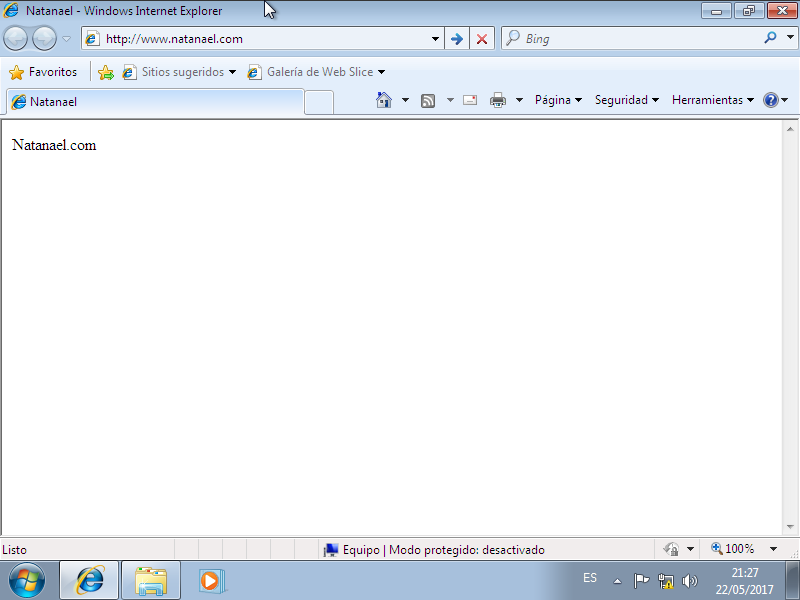 Natanael - Windows Internet Explorer
http://www.natanael.com
Bing
Favoritos
Sitios sugeridos
Galería de Web Slice
Natanael
Página
Seguridad
Herramientas
Natanael.com
Listo
Equipo | Modo protegido: desactivado
100%
ES
21:27
22/05/2017